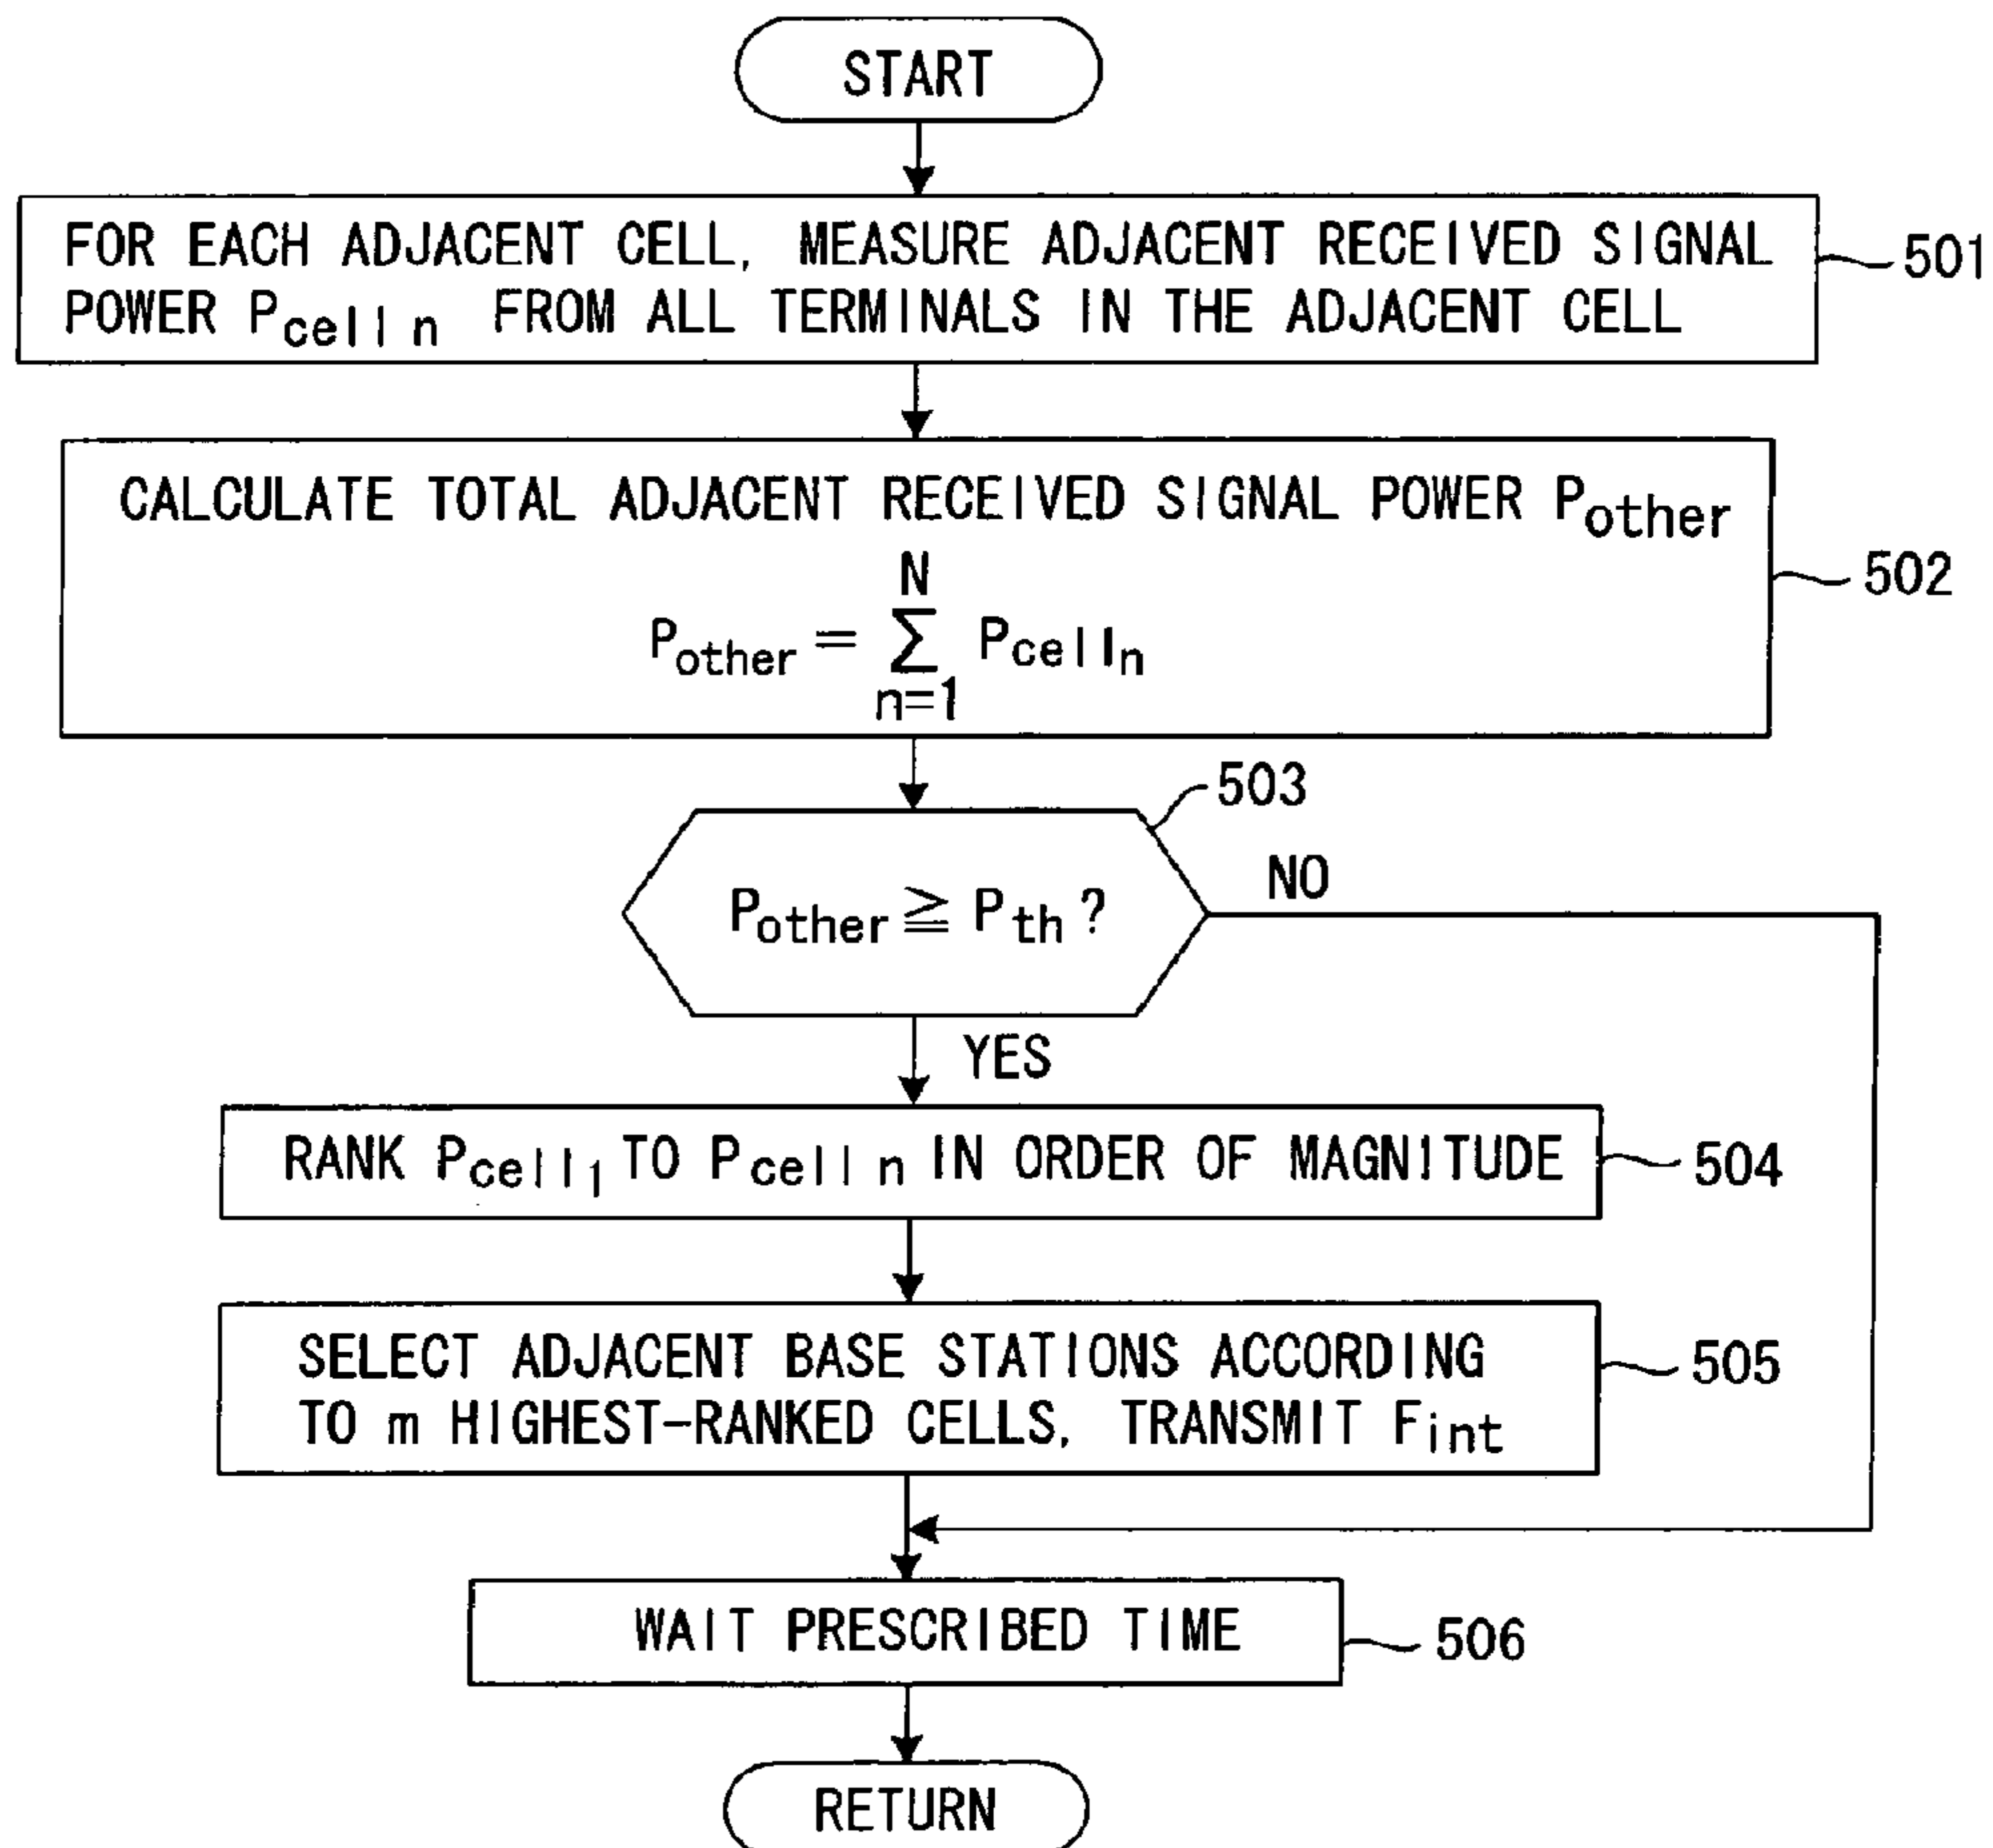 START
FOR EACH ADJACENT CELL, MEASURE ADJACENT RECEIVED SIGNAL
POWER Pcell n FROM ALL TERMINALS IN THE ADJACENT CELL
501
CALCULATE TOTAL ADJACENT RECEIVED SIGNAL POWER Pother
N
Pother = Σ Pcelln
n=1
502
503
Pother ≧ Pth ?
NO
YES
RANK Pcell1 TO Pcell n IN ORDER OF MAGNITUDE
504
SELECT ADJACENT BASE STATIONS ACCORDING
TO m HIGHEST-RANKED CELLS, TRANSMIT Fint
505
WAIT PRESCRIBED TIME
506
RETURN